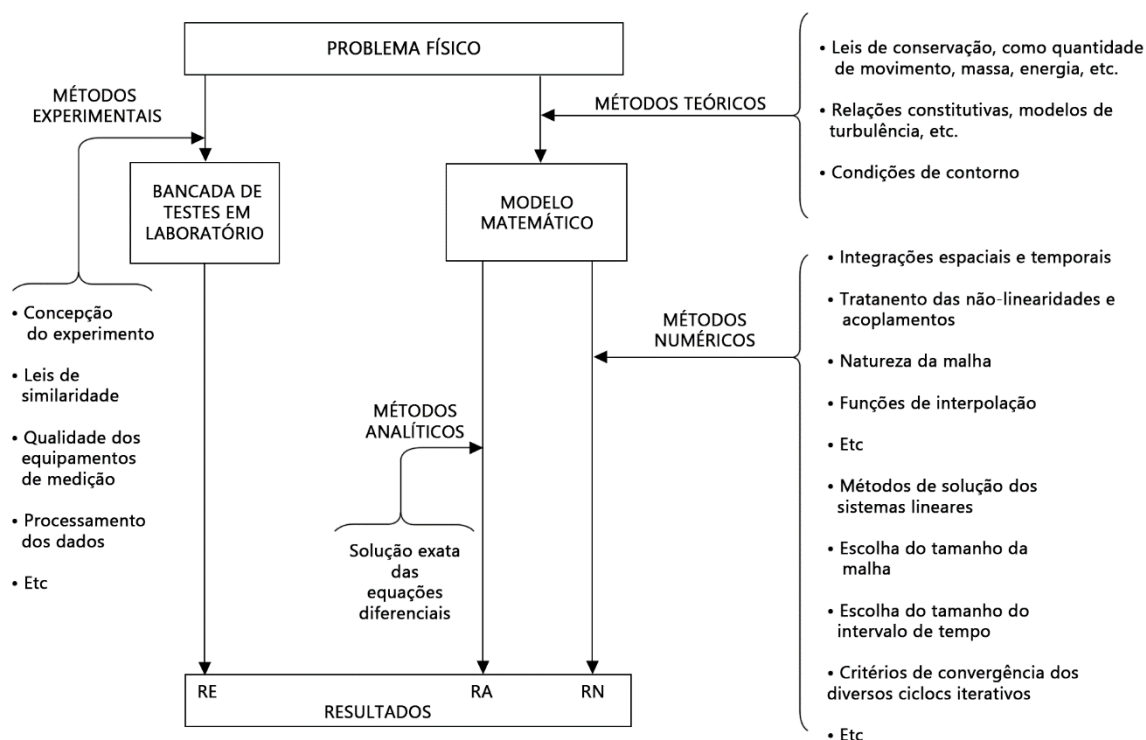 PROBLEMA FÍSICO
MÉTODOS
EXPERIMENTAIS
MÉTODOS TEÓRICOS
• Leis de conservação, como quantidade
de movimento, massa, energia, etc.
• Relações constitutivas, modelos de
turbulência, etc.
• Condições de contorno
BANCADA DE
TESTES EM
LABORATÓRIO
MODELO
MATEMÁTICO
• Concepção
do experimento
• Leis de
similaridade
• Qualidade dos
equipamentos
de medição
• Processamento
dos dados
• Etc
MÉTODOS
ANALÍTICOS
Solução exata
das
equações
diferenciais
MÉTODOS
NUMÉRICOS
• Integrações espaciais e temporais
• Tratanento das não-linearidades e
acoplamentos
• Natureza da malha
• Funções de interpolação
• Etc
• Métodos de solução dos
sistemas lineares
• Escolha do tamanho da
malha
• Escolha do tamanho do
intervalo de tempo
• Critérios de convergência dos
diversos ciclocs iterativos
• Etc
RE RA RN
RESULTADOS